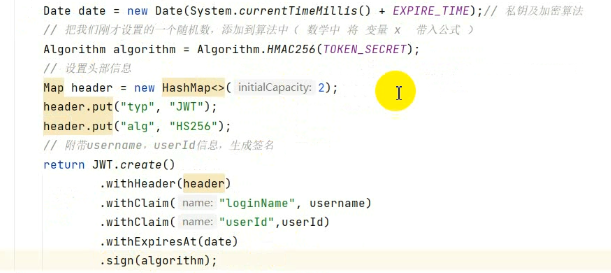 Date date = new Date(System.currentTimeMillis() + EXPIRE_TIME);// 私钥及加密算法
// 把我们刚才设置的一个随机数，添加到算法中（ 数学中 将 变量 x  带入公式 ）
Algorithm algorithm = Algorithm.HMAC256(TOKEN_SECRET);
// 设置头部信息
Map header = new HashMap<>( initialCapacity: 2);
header.put("typ", "JWT");
header.put("alg", "HS256");
// 附带username，userId信息，生成签名
return JWT.create()
.withHeader(header)
.withClaim( name: "loginName", username)
.withClaim( name: "userId",userId)
.withExpiresAt(date)
.sign(algorithm);